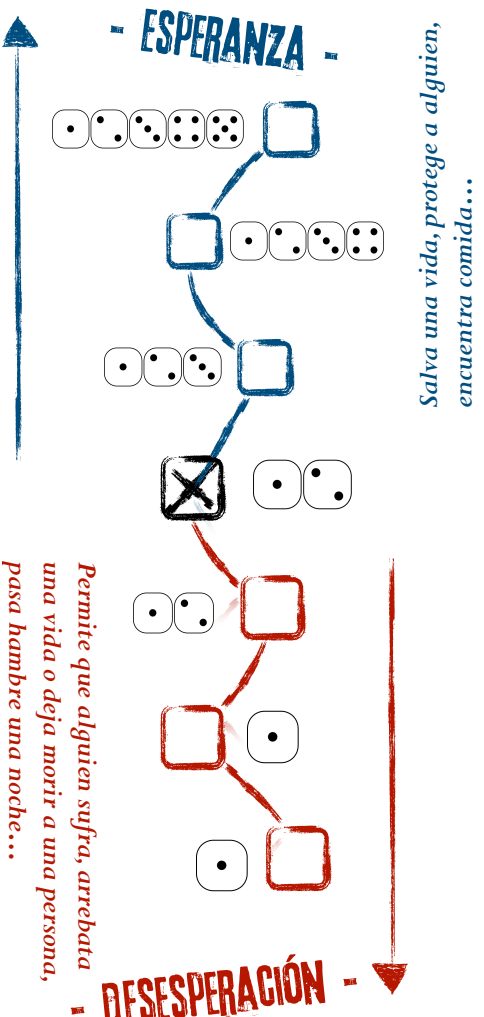 - ESPERANZA -
Salva una vida, protege a alguien,
encuentra comida...
Permite que alguien sufra, arrebata
una vida o deja morir a una persona,
pasa hambre una noche...
- DESESPERACIÓN -